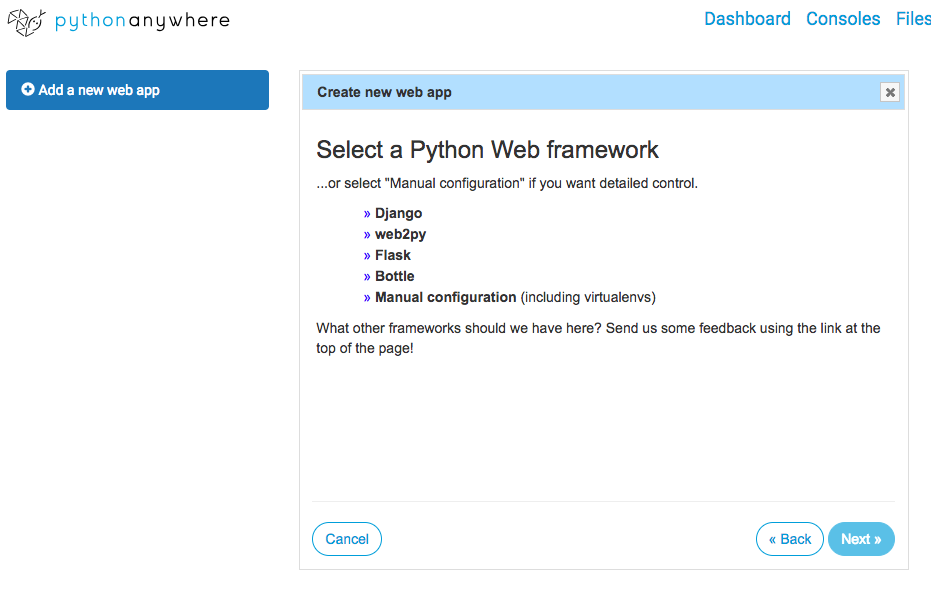 pythonanywhere
Dashboard Consoles Files
Add a new web app
Create new web app
Select a Python Web framework
...or select "Manual configuration" if you want detailed control.
» Django
» web2py
» Flask
» Bottle
» Manual configuration (including virtualenvs)
What other frameworks should we have here? Send us some feedback using the link at the
top of the page!
Cancel
« Back
Next »